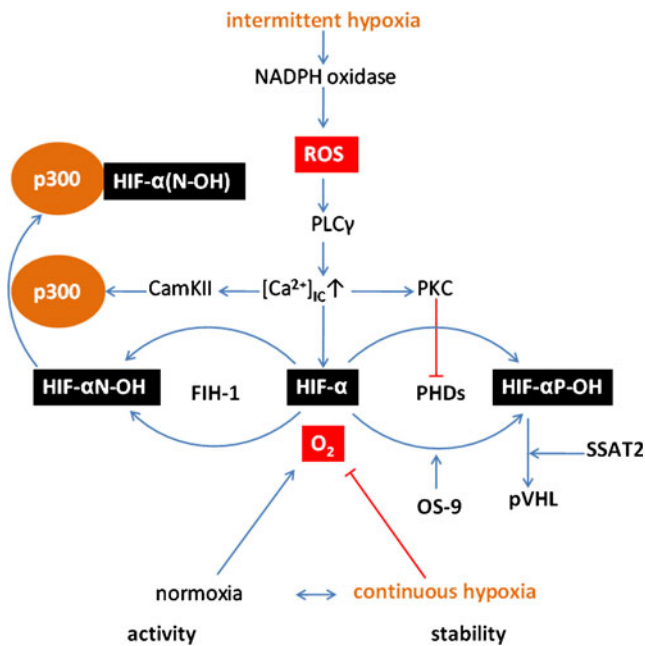 intermittent hypoxia
NADPH oxidase
ROS
p300
HIF-α(N-OH)
PLCγ
p300
CamKII
[Ca²⁺]IC↑
PKC
HIF-αN-OH
FIH-1
HIF-α
PHDs
HIF-αP-OH
O₂
SSAT2
OS-9
pVHL
normoxia
continuous hypoxia
activity
stability